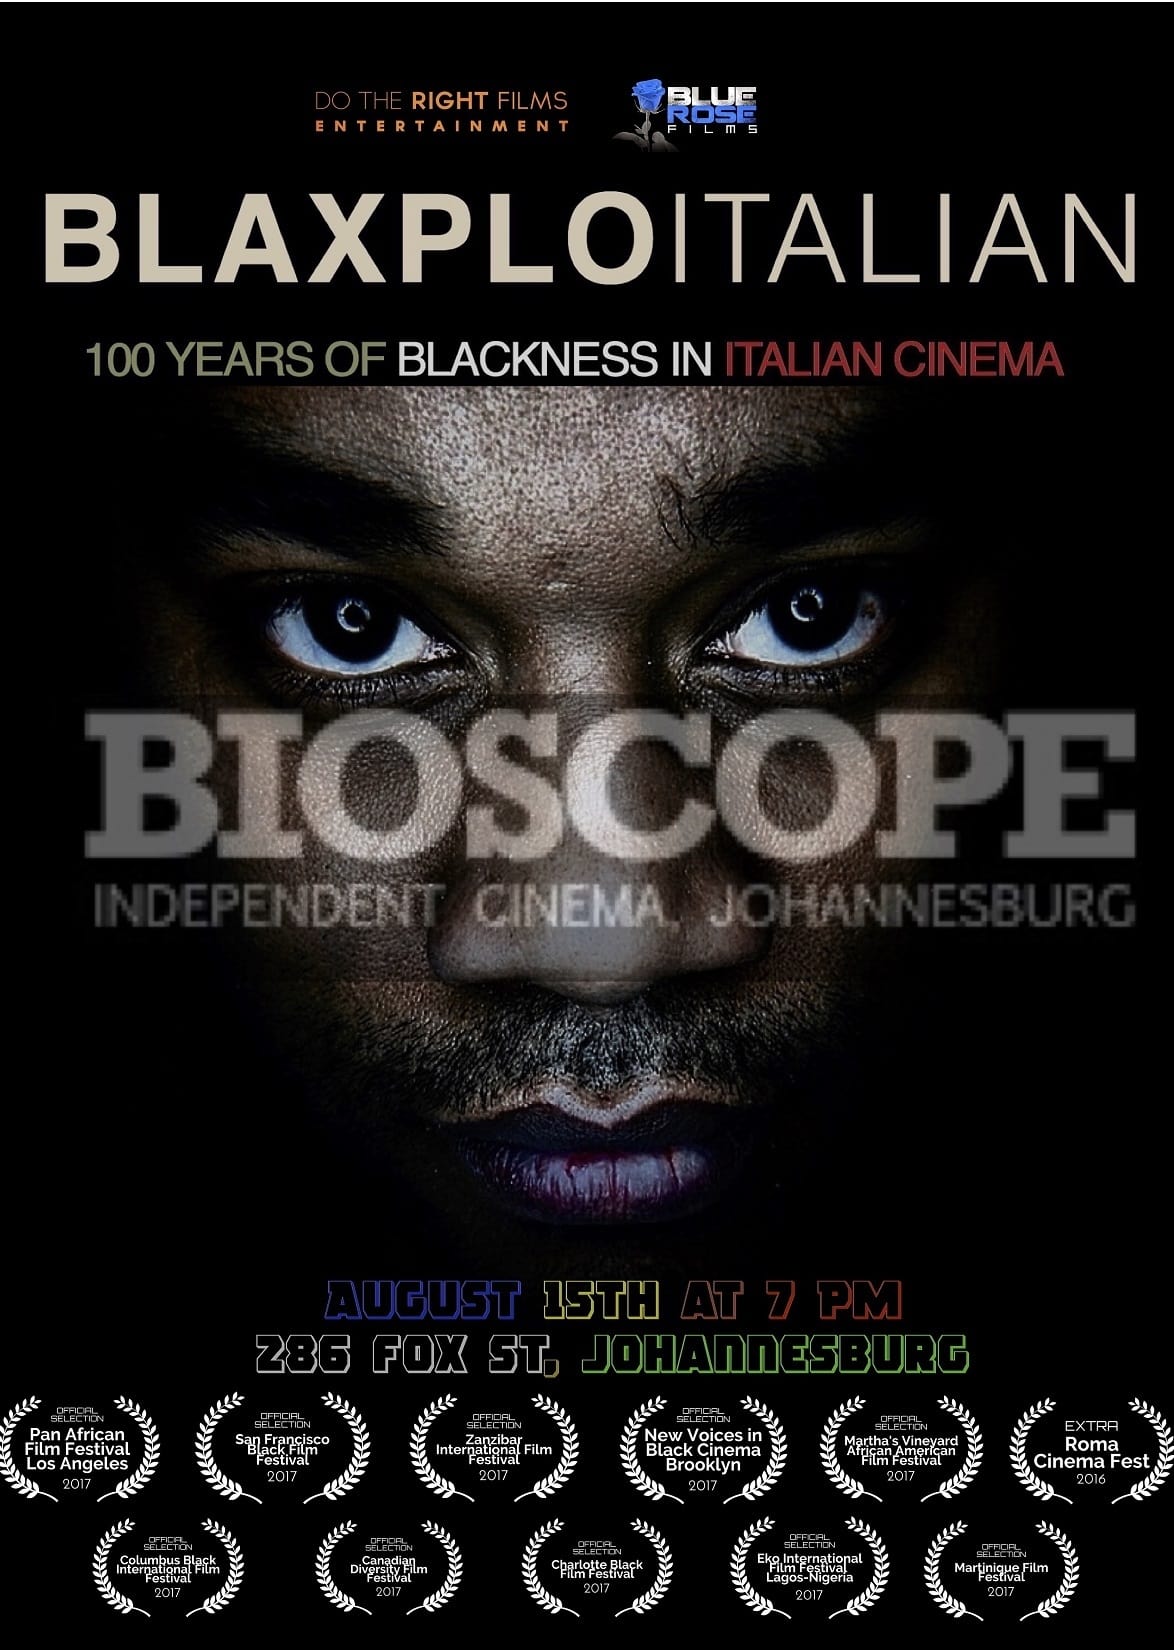 DO THE RIGHT FILMS
ENTERTAINMENT
BLUE
ROSE
FILMS
BLAXPLOITALIAN
100 YEARS OF BLACKNESS IN ITALIAN CINEMA
BIOSCOPE
INDEPENDENT CINEMA. JOHANNESBURG
AUGUST 15TH AT 7 PM
286 FOX ST, JOHANNESBURG
OFFICIAL
SELECTION
Pan African
Film Festival
Los Angeles
2017
OFFICIAL
SELECTION
San Francisco
Black Film
Festival
2017
OFFICIAL
SELECTION
Zanzibar
International Film
Festival
2017
OFFICIAL
SELECTION
New Voices in
Black Cinema
Brooklyn
2017
OFFICIAL
SELECTION
Martha's Vineyard
African American
Film Festival
2017
EXTRA
Roma
Cinema Fest
2016
OFFICIAL
SELECTION
Columbus Black
International Film
Festival
2017
OFFICIAL
SELECTION
Canadian
Diversity Film
Festival
2017
OFFICIAL
SELECTION
Charlotte Black
Film Festival
2017
OFFICIAL
SELECTION
Eko International
Film Festival
Lagos-Nigeria
2017
OFFICIAL
SELECTION
Martinique Film
Festival
2017